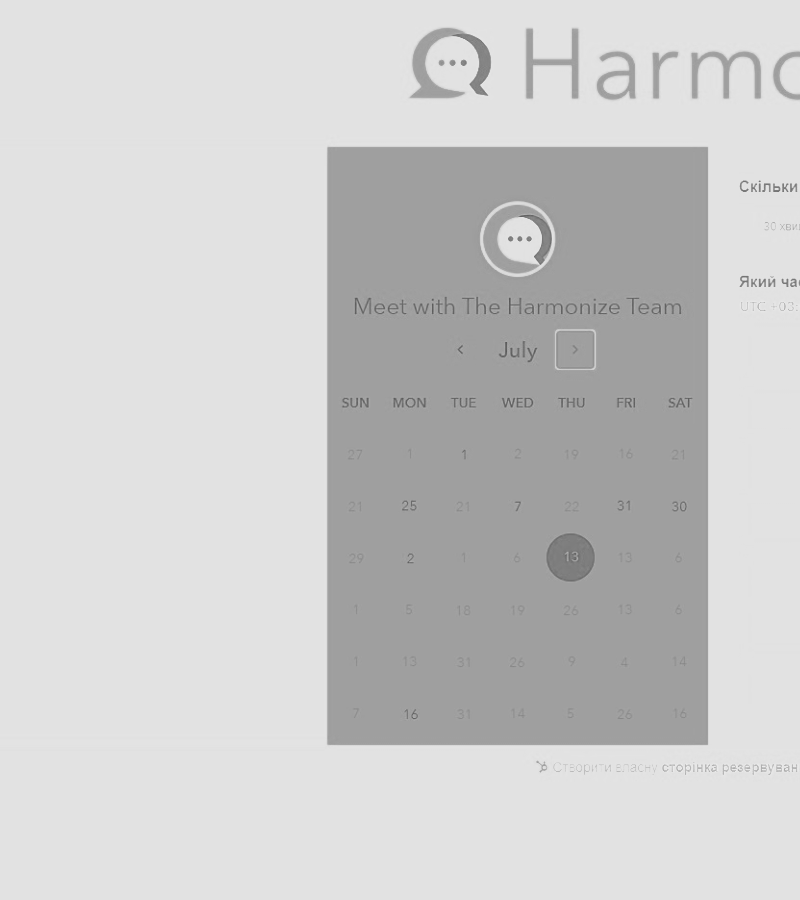 Harmo
Скільки
30 хви
Meet with The Harmonize Team
Який ча
UTC +03:
July
SUN MON TUE WED THU FRI SAT
27 1 1 2 19 16 21
21 25 21 7 22 31 30
29 2 1 6 13 13 6
1 5 18 19 26 13 6
1 13 31 26 9 4 14
7 16 31 14 5 26 16
Створити власну сторінка резервуван